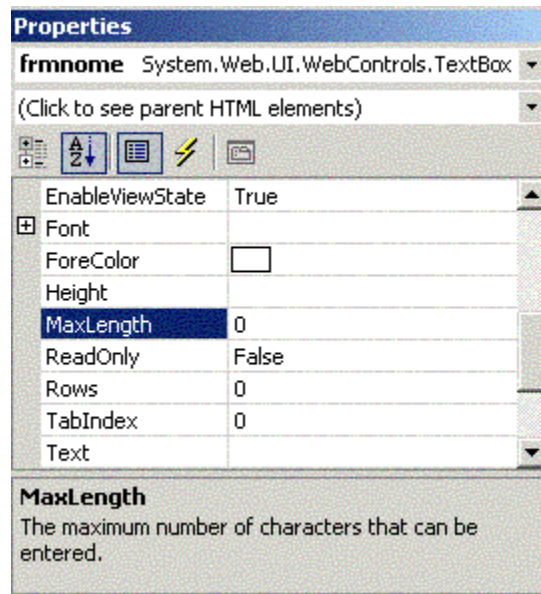 Properties
frmnome System.Web.UI.WebControls.TextBox
(Click to see parent HTML elements)
EnableViewState True
Font
ForeColor
Height
MaxLength 0
ReadOnly False
Rows 0
TabIndex 0
Text
MaxLength
The maximum number of characters that can be
entered.